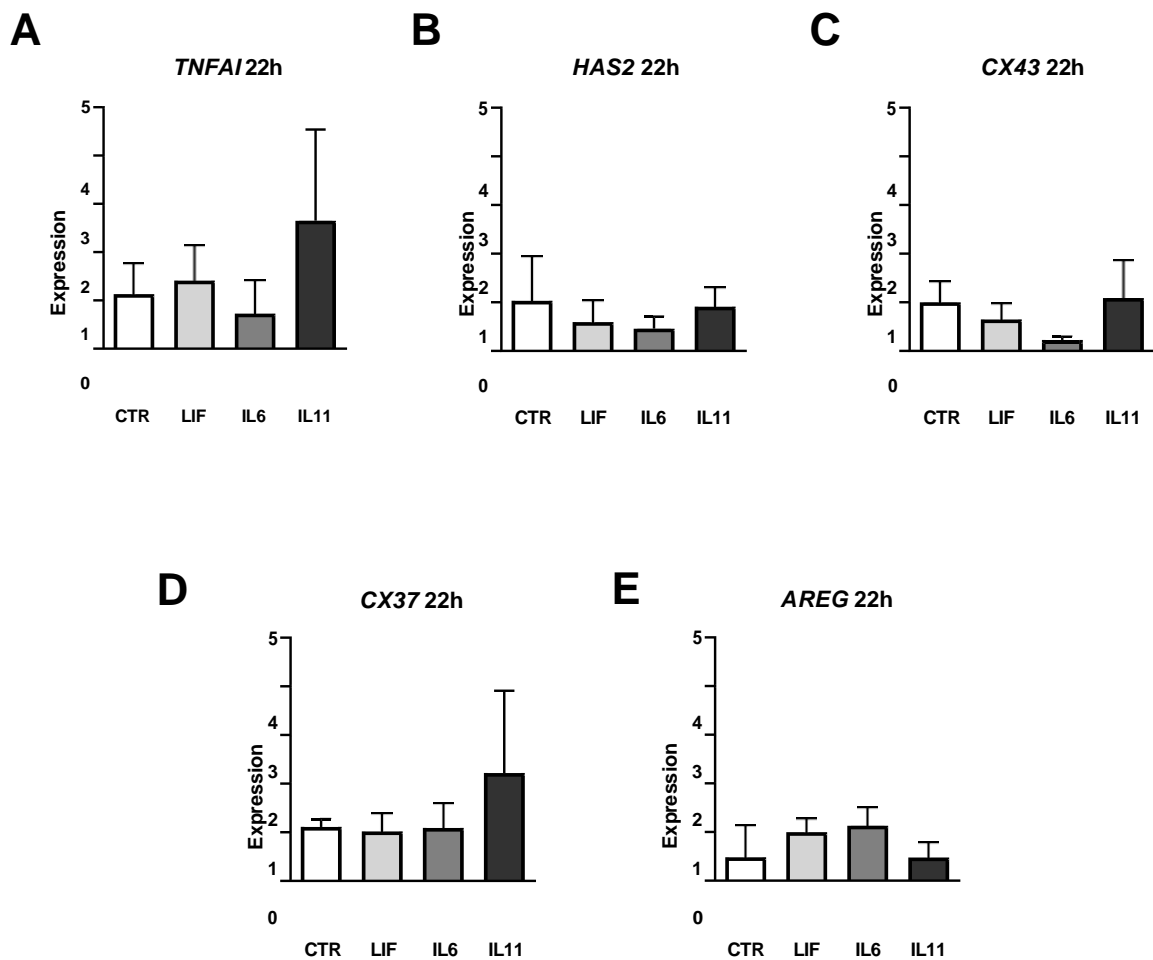 A
TNFAI 22h
5
4
3
2
1
0
Expression
CTR LIF IL6 IL11
B
HAS2 22h
5
4
3
2
1
0
Expression
CTR LIF IL6 IL11
C
CX43 22h
5
4
3
2
1
0
Expression
CTR LIF IL6 IL11
D
CX37 22h
5
4
3
2
1
0
Expression
CTR LIF IL6 IL11
E
AREG 22h
5
4
3
2
1
0
Expression
CTR LIF IL6 IL11